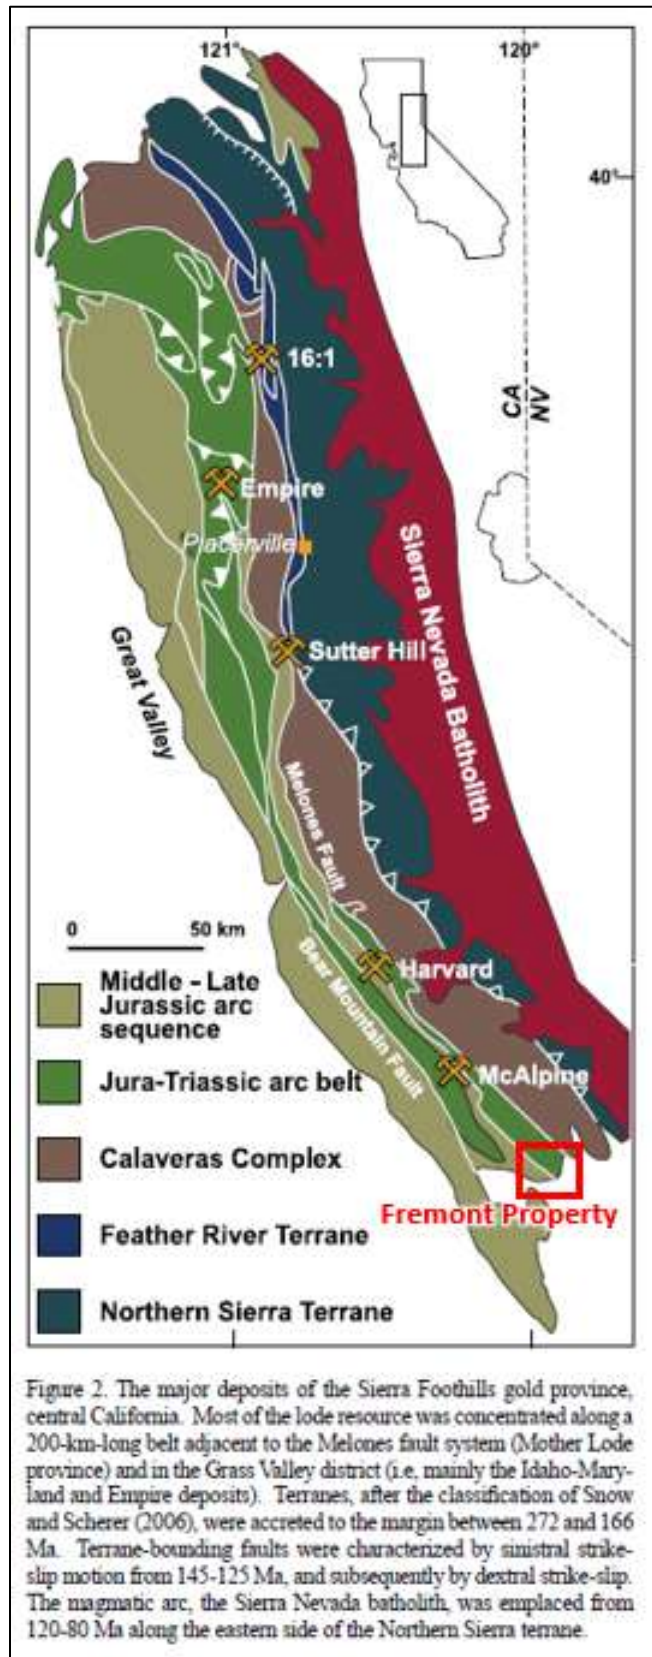 121°
120°
40°
16:1
CA
NV
Empire
Placerville
Sierra Nevada Batholith
Sutter Hill
Great Valley
Melones Fault
0 50 km
Harvard
Bear Mountain Fault
Middle - Late
Jurassic arc
sequence
McAlpine
Jura-Triassic arc belt
Calaveras Complex
Fremont Property
Feather River Terrane
Northern Sierra Terrane
121°
120°
Figure 2. The major deposits of the Sierra Foothills gold province,
central California. Most of the lode resource was concentrated along a
200-km-long belt adjacent to the Melones fault system (Mother Lode
province) and in the Grass Valley district (i.e, mainly the Idaho-Mary-
land and Empire deposits). Terranes, after the classification of Snow
and Scherer (2006), were accreted to the margin between 272 and 166
Ma. Terrane-bounding faults were characterized by sinistral strike-
slip motion from 145-125 Ma, and subsequently by dextral strike-slip.
The magmatic arc, the Sierra Nevada batholith, was emplaced from
120-80 Ma along the eastern side of the Northern Sierra terrane.